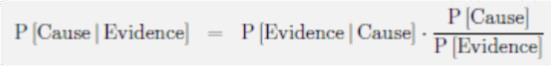 P [Cause | Evidence] = P [Evidence | Cause] · P [Cause] / P [Evidence]